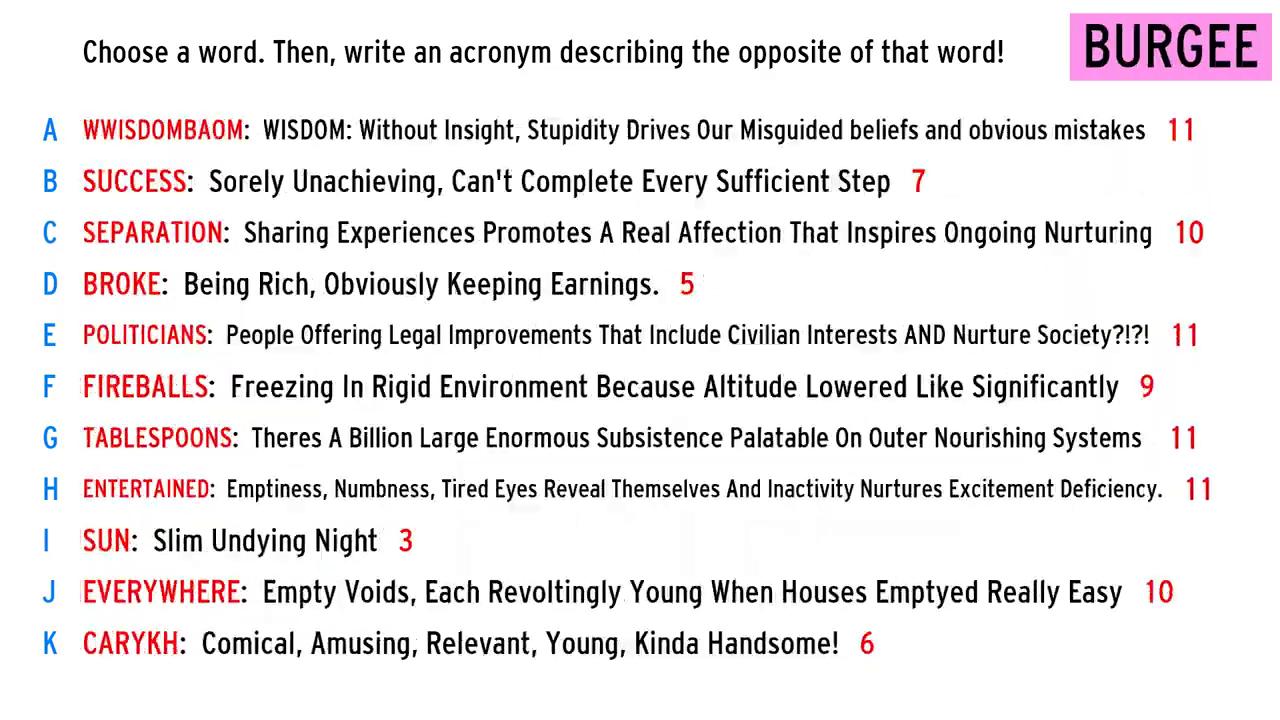 Choose a word. Then, write an acronym describing the opposite of that word!
BURGEE
A WWISDOMBAOM: WISDOM: Without Insight, Stupidity Drives Our Misguided beliefs and obvious mistakes 11
B SUCCESS: Sorely Unachieving, Can't Complete Every Sufficient Step 7
C SEPARATION: Sharing Experiences Promotes A Real Affection That Inspires Ongoing Nurturing 10
D BROKE: Being Rich, Obviously Keeping Earnings. 5
E POLITICIANS: People Offering Legal Improvements That Include Civilian Interests AND Nurture Society?!?! 11
F FIREBALLS: Freezing In Rigid Environment Because Altitude Lowered Like Significantly 9
G TABLESPOONS: Theres A Billion Large Enormous Subsistence Palatable On Outer Nourishing Systems 11
H ENTERTAINED: Emptiness, Numbness, Tired Eyes Reveal Themselves And Inactivity Nurtures Excitement Deficiency. 11
I SUN: Slim Undying Night 3
J EVERYWHERE: Empty Voids, Each Revoltingly Young When Houses Emptyed Really Easy 10
K CARYKH: Comical, Amusing, Relevant, Young, Kinda Handsome! 6